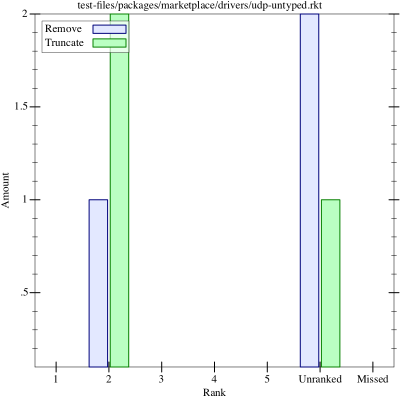 test-files/packages/marketplace/drivers/udp-untyped.rkt
2
Remove
Truncate
1.5
Amount
1
.5
1 2 3 4 5 Unranked Missed
Rank